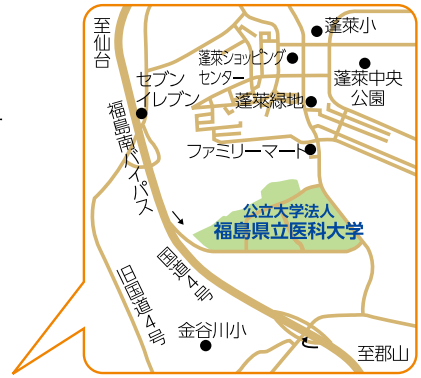 至仙台
蓬萊小
蓬萊ショッピング
センター
蓬萊中央
公園
セブン
イレブン
蓬萊緑地
福島南バイパス
ファミリーマート
公立大学法人
福島県立医科大学
国道4号
旧国道4号
金谷川小
至郡山